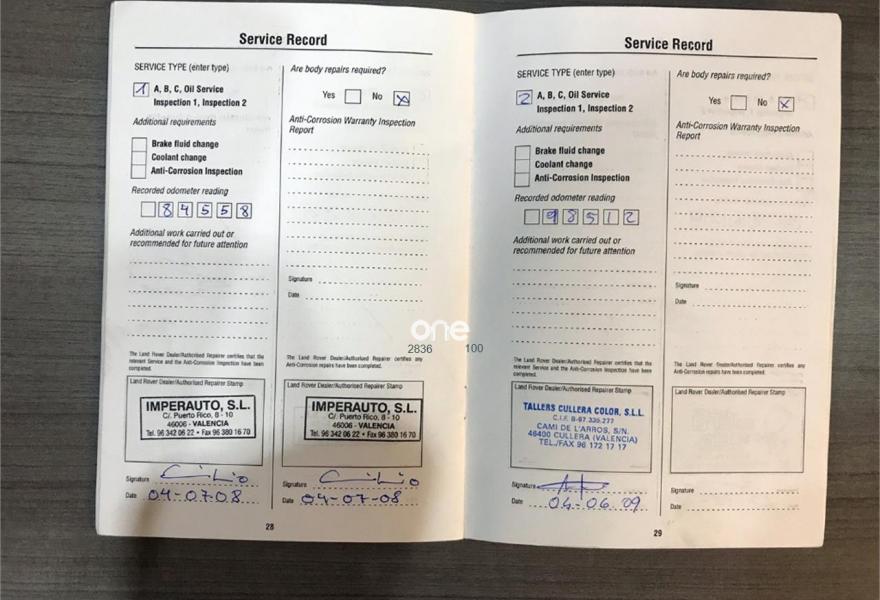 Service Record
SERVICE TYPE (enter type)
1 A, B, C, Oil Service
Inspection 1, Inspection 2
Additional requirements
Brake fluid change
Coolant change
Anti-Corrosion Inspection
Recorded odometer reading
84558
Additional work carried out or
recommended for future attention
The Land Rover Dealer/Authorised Repairer certifies that the
relevant Service and the Anti-Corrosion Inspection have been
completed.
Land Rover Dealer/Authorised Repairer Stamp
IMPERAUTO, S.L.
C/. Puerto Rico, 8 - 10
46006 - VALENCIA
Tel. 96 342 06 22 • Fax 96 380 16 70
Signature
Date 04-07-08
Are body repairs required?
Yes No X
Anti-Corrosion Warranty Inspection
Report
Signature
Date
The Land Rover Dealer/Authorised Repairer certifies any
Anti-Corrosion repairs have been completed.
Land Rover Dealer/Authorised Repairer Stamp
IMPERAUTO, S.L.
C/. Puerto Rico, 8 - 10
46006 - VALENCIA
Tel. 96 342 06 22 • Fax 96 380 16 70
Signature
Date 04-07-08
28
one
2836 100
Service Record
SERVICE TYPE (enter type)
2 A, B, C, Oil Service
Inspection 1, Inspection 2
Additional requirements
Brake fluid change
Coolant change
Anti-Corrosion Inspection
Recorded odometer reading
98512
Additional work carried out or
recommended for future attention
The Land Rover Dealer/Authorised Repairer certifies that the
relevant Service and the Anti-Corrosion Inspection have been
completed.
Land Rover Dealer/Authorised Repairer Stamp
TALLERS CULLERA COLOR, S.L.L.
C.I.F. B-97.335.277
CAMI DE L'ARROS, S/N.
46400 CULLERA (VALENCIA)
TEL./FAX 96 172 17 17
Signature
Date 04-06 09
Are body repairs required?
Yes No X
Anti-Corrosion Warranty Inspection
Report
Signature
Date
The Land Rover Dealer/Authorised Repairer certifies any
Anti-Corrosion repairs have been completed.
Land Rover Dealer/Authorised Repairer Stamp
Signature
Date
29